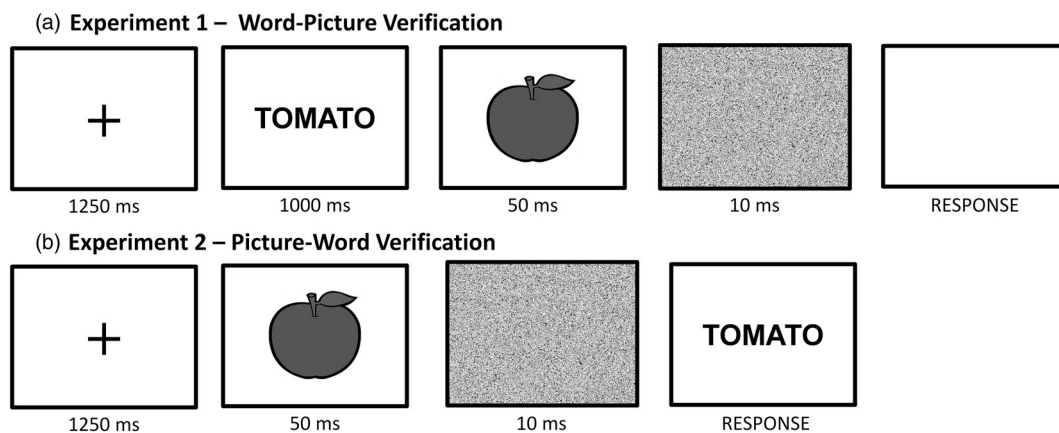 (a) Experiment 1 – Word-Picture Verification
+
TOMATO
1250 ms 1000 ms 50 ms 10 ms RESPONSE
(b) Experiment 2 – Picture-Word Verification
+
TOMATO
1250 ms 50 ms 10 ms RESPONSE